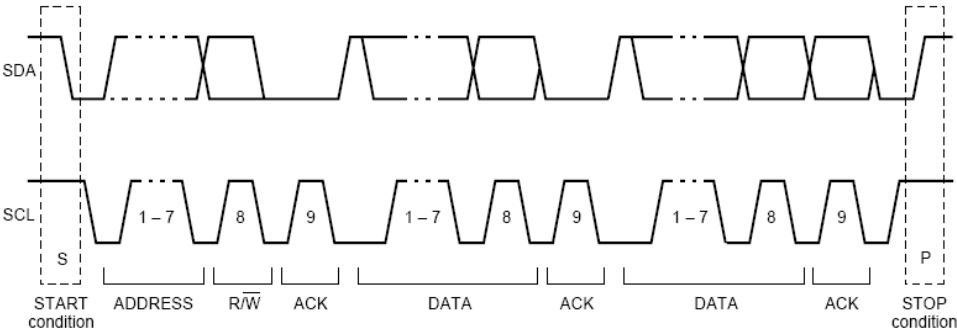 SDA
SCL
1 – 7 8 9 1 – 7 8 9 1 – 7 8 9
S P
START condition
ADDRESS
R/W̅
ACK
DATA
ACK
DATA
ACK
STOP condition